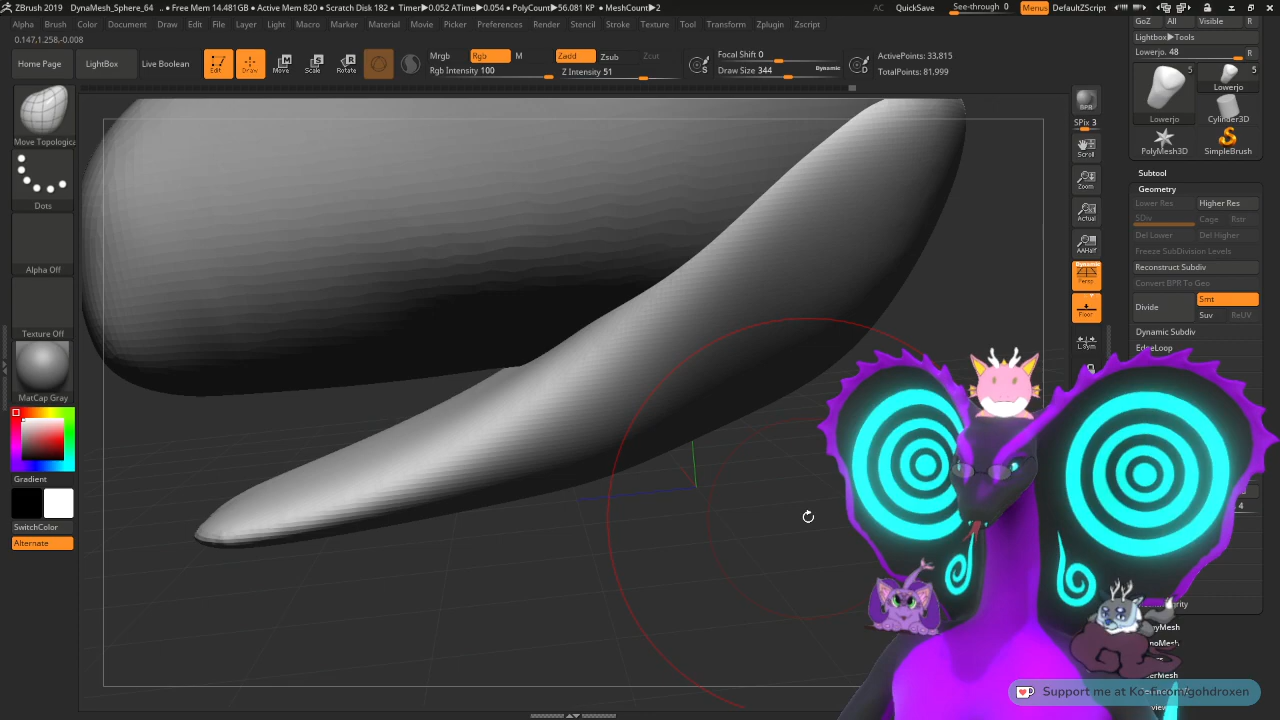 ZBrush 2019 DynaMesh_Sphere_64 .. • Free Mem 14.481GB • Active Mem 820 • Scratch Disk 182 • Timer▶0.052 ATime▶0.054 • PolyCount▶56.081 KP • MeshCount▶2
AC QuickSave See-through 0 Menus DefaultZScript
Alpha Brush Color Document Draw Edit File Layer Light Macro Marker Material Movie Picker Preferences Render Stencil Stroke Texture Tool Transform Zplugin Zscript
0.147,1.258,-0.008
GoZ All Visible R
Lightbox▶Tools
Lowerjo. 48 R
Home Page LightBox Live Boolean
Edit Draw Move Scale Rotate
Mrgb Rgb M
Rgb Intensity 100
Zadd Zsub Zcut
Z Intensity 51
Focal Shift 0
Draw Size 344 Dynamic
S
D
ActivePoints: 33,815
TotalPoints: 81,999
Move Topologica
Dots
Alpha Off
Texture Off
MatCap Gray
Gradient
SwitchColor
Alternate
BPR
SPix 3
Scroll
Zoom
Actual
AAHalf
Dynamic
Persp
Floor
L.Sym
5
5
Lowerjo
Lowerjo Cylinder3D
PolyMesh3D SimpleBrush
Subtool
Geometry
Lower Res Higher Res
SDiv Cage Rstr
Del Lower Del Higher
Freeze SubDivision Levels
Reconstruct Subdiv
Convert BPR To Geo
Divide Smt
Suv ReUV
Dynamic Subdiv
EdgeLoop
4
Support me at Ko-fi.com/gohdroxen